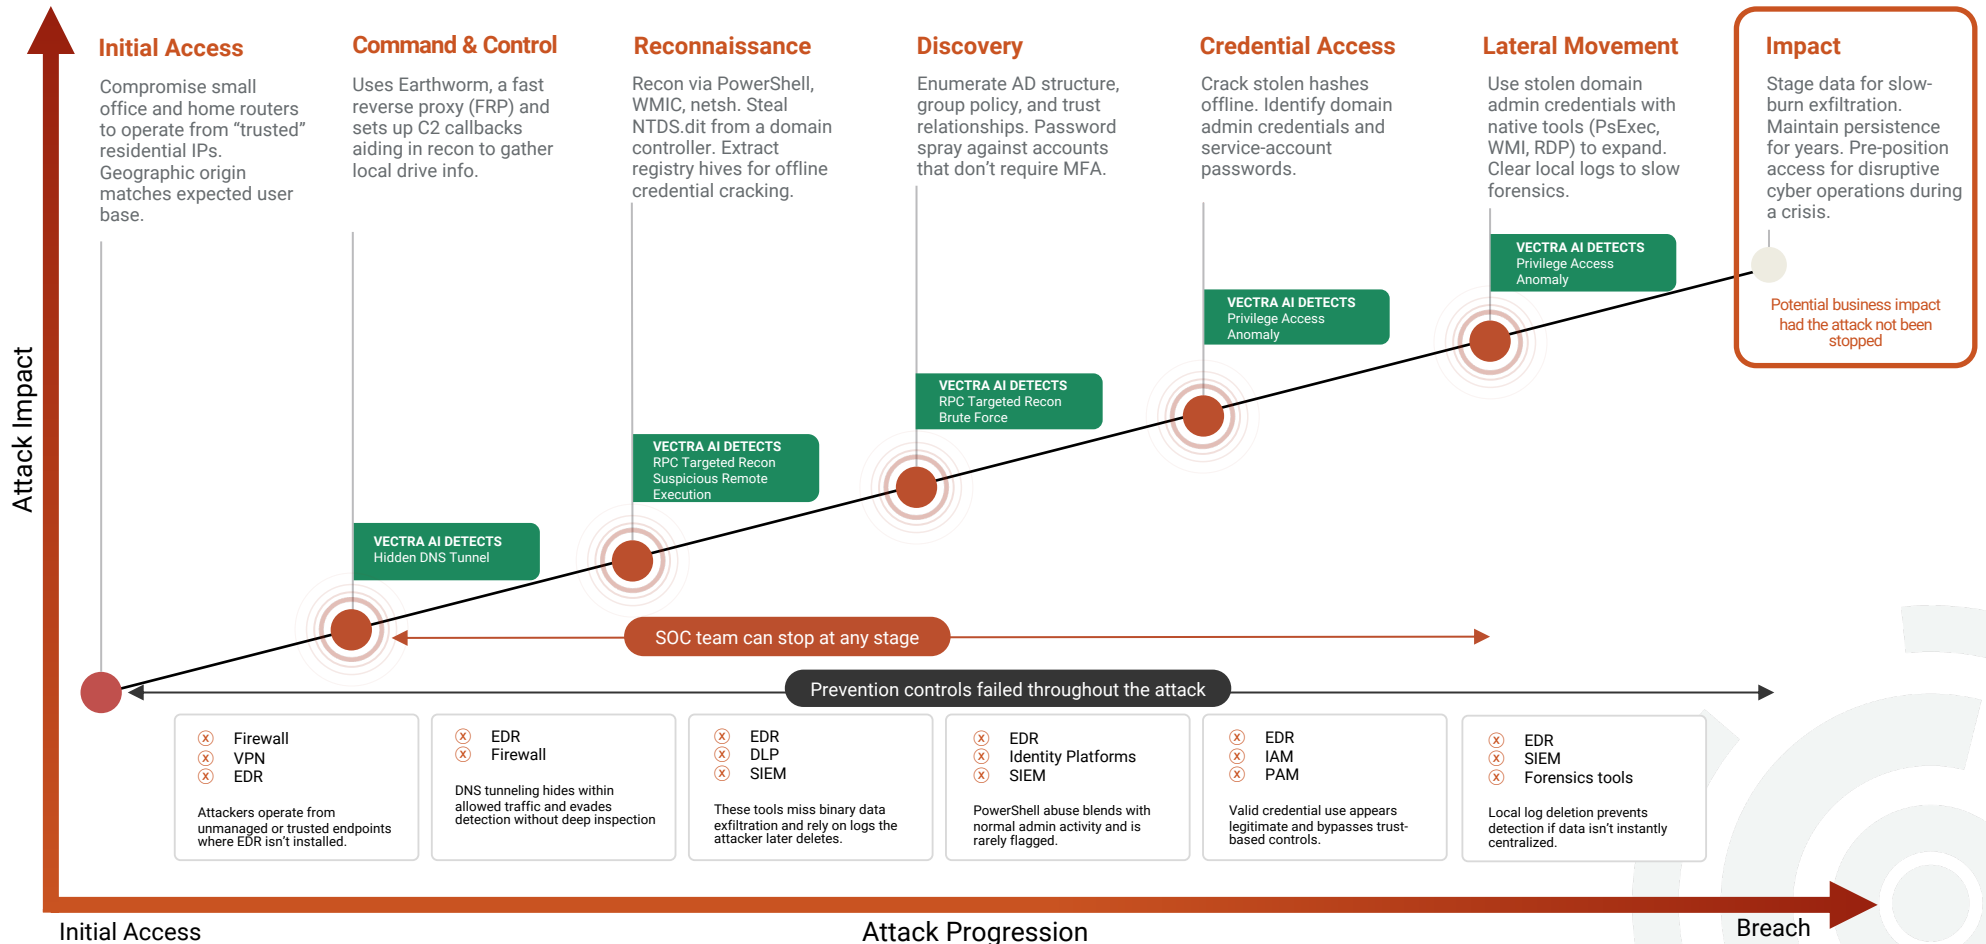 Initial Access
Compromise small
office and home routers
to operate from “trusted”
residential IPs.
Geographic origin
matches expected user
base.
Command & Control
Uses Earthworm, a fast
reverse proxy (FRP) and
sets up C2 callbacks
aiding in recon to gather
local drive info.
Reconnaissance
Recon via PowerShell,
WMIC, netsh. Steal
NTDS.dit from a domain
controller. Extract
registry hives for offline
credential cracking.
Discovery
Enumerate AD structure,
group policy, and trust
relationships. Password
spray against accounts
that don’t require MFA.
Credential Access
Crack stolen hashes
offline. Identify domain
admin credentials and
service-account
passwords.
Lateral Movement
Use stolen domain
admin credentials with
native tools (PsExec,
WMI, RDP) to expand.
Clear local logs to slow
forensics.
Impact
Stage data for slow-
burn exfiltration.
Maintain persistence
for years. Pre-position
access for disruptive
cyber operations during
a crisis.
Potential business impact
had the attack not been
stopped
VECTRA AI DETECTS
Hidden DNS Tunnel
VECTRA AI DETECTS
RPC Targeted Recon
Suspicious Remote
Execution
VECTRA AI DETECTS
RPC Targeted Recon
Brute Force
VECTRA AI DETECTS
Privilege Access
Anomaly
VECTRA AI DETECTS
Privilege Access
Anomaly
Attack Impact
SOC team can stop at any stage
Prevention controls failed throughout the attack
x Firewall
x VPN
x EDR
Attackers operate from
unmanaged or trusted endpoints
where EDR isn’t installed.
x EDR
x Firewall
DNS tunneling hides within
allowed traffic and evades
detection without deep inspection
x EDR
x DLP
x SIEM
These tools miss binary data
exfiltration and rely on logs the
attacker later deletes.
x EDR
x Identity Platforms
x SIEM
PowerShell abuse blends with
normal admin activity and is
rarely flagged.
x EDR
x IAM
x PAM
Valid credential use appears
legitimate and bypasses trust-
based controls.
x EDR
x SIEM
x Forensics tools
Local log deletion prevents
detection if data isn’t instantly
centralized.
Initial Access
Attack Progression
Breach